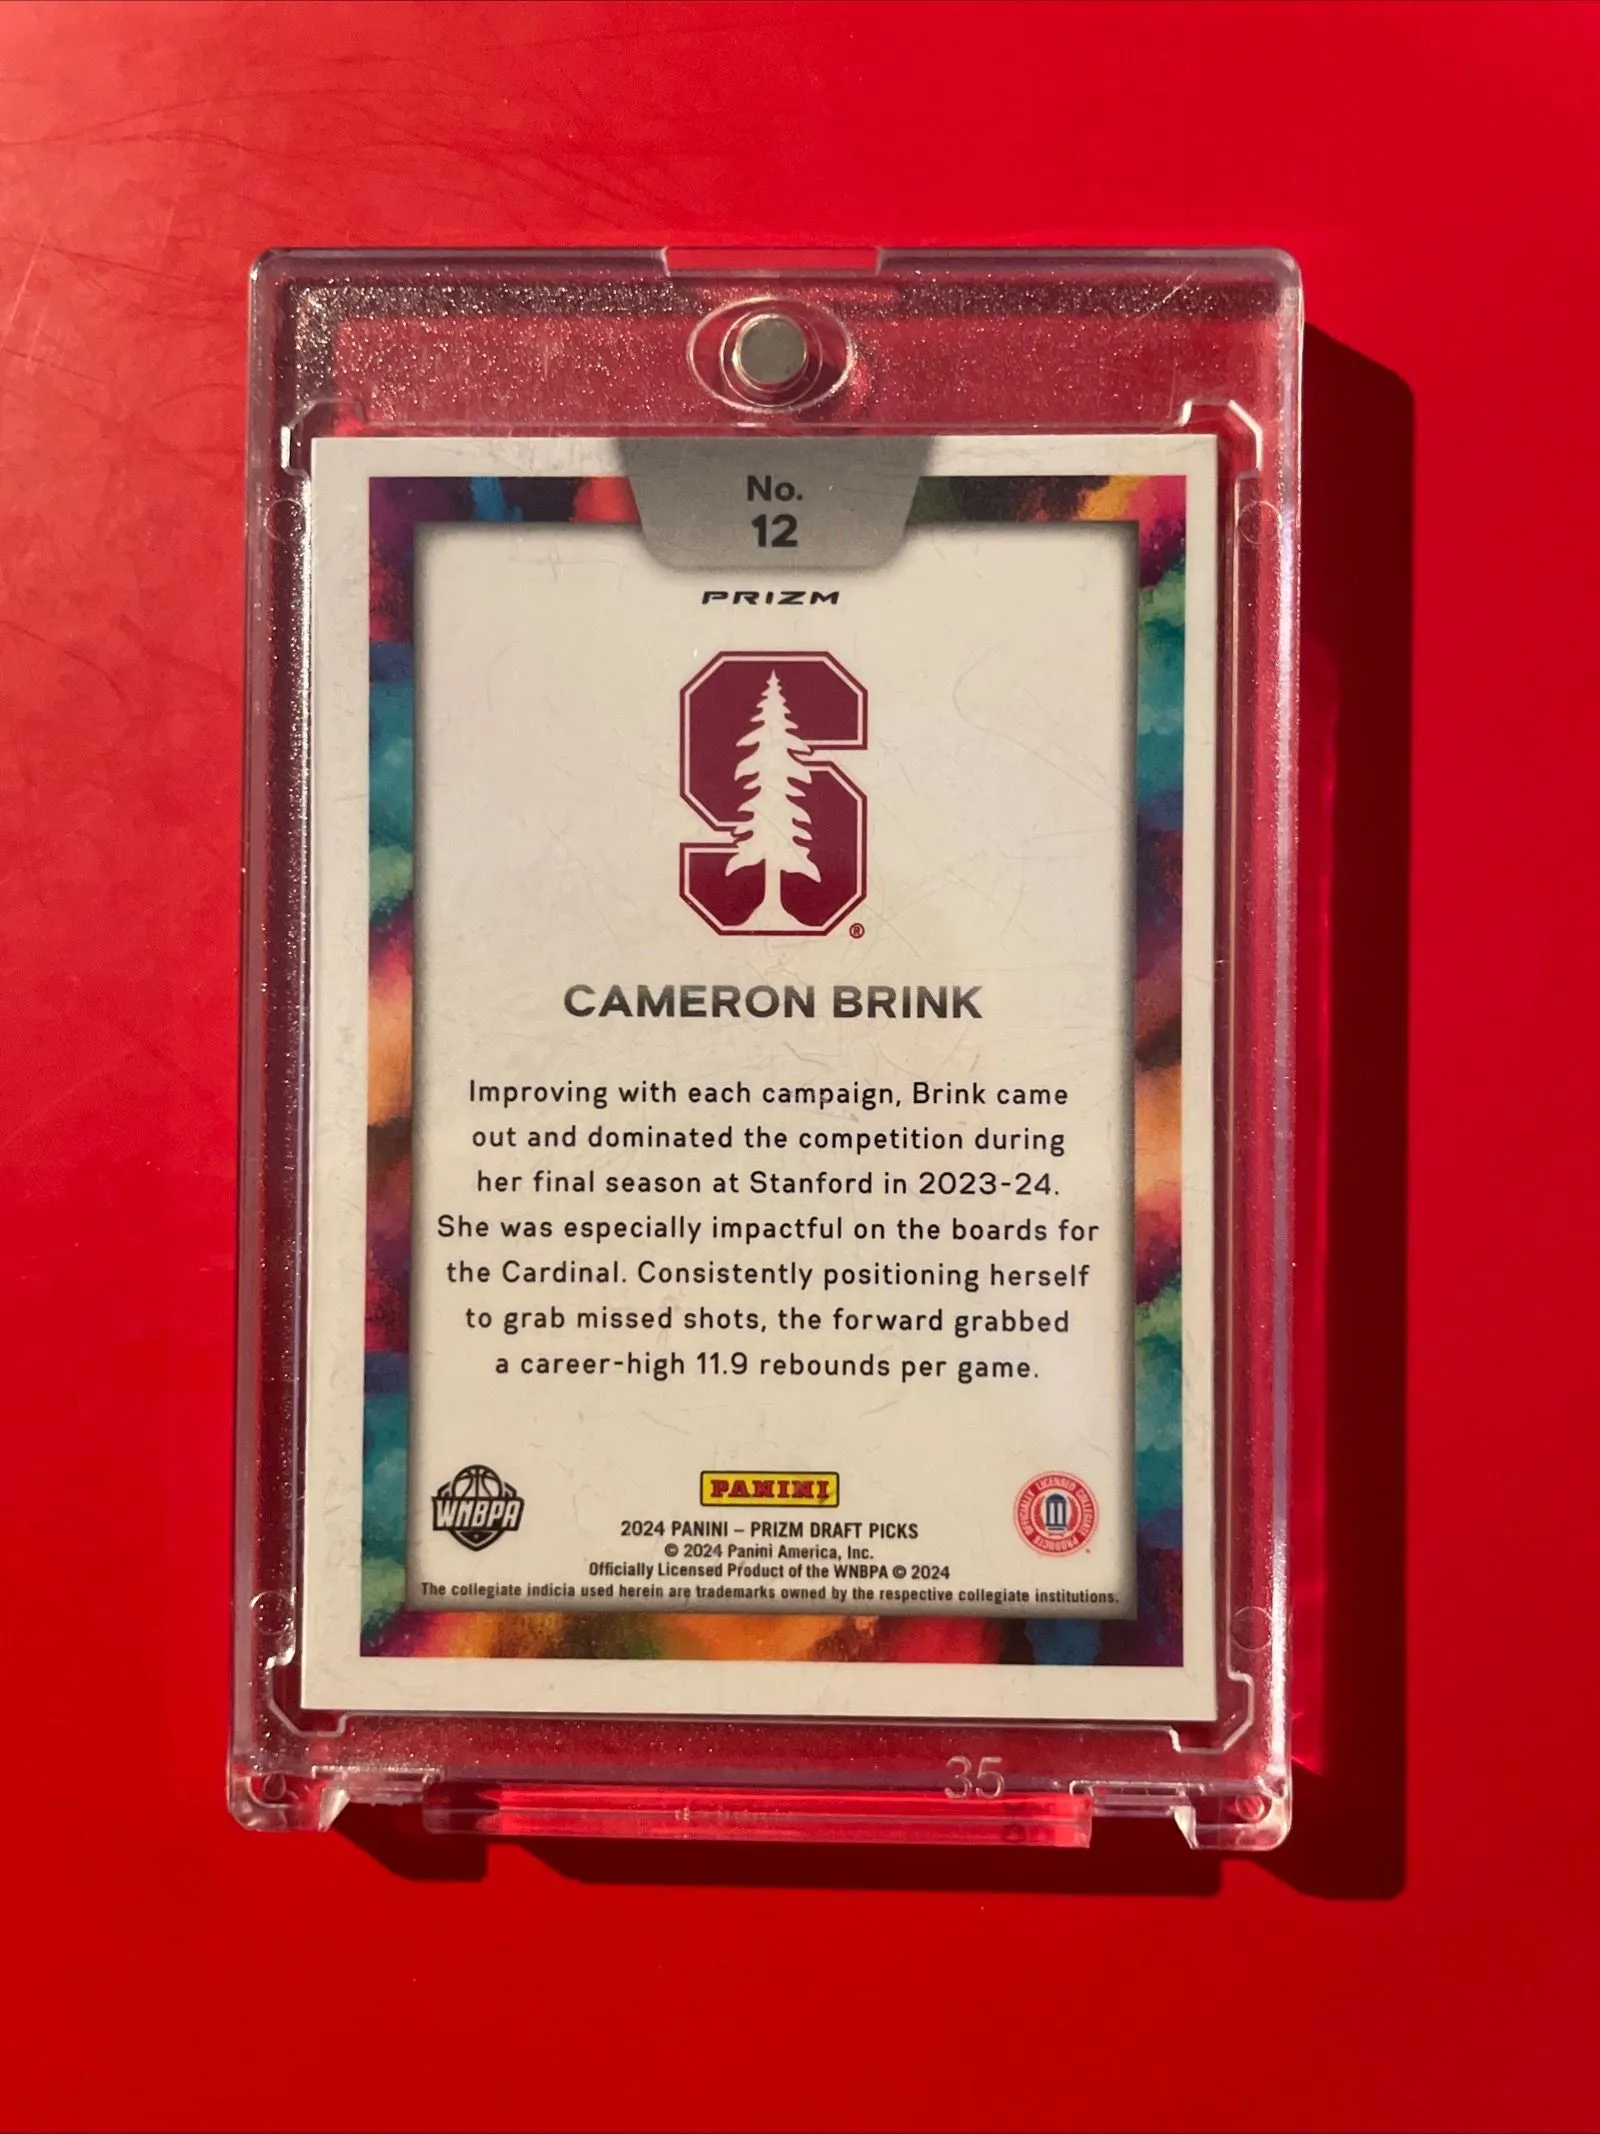 No.
12
PRIZM
®
CAMERON BRINK
Improving with each campaign, Brink came
out and dominated the competition during
her final season at Stanford in 2023-24.
She was especially impactful on the boards for
the Cardinal. Consistently positioning herself
to grab missed shots, the forward grabbed
a career-high 11.9 rebounds per game.
WNBPA
PANINI
OFFICIALLY LICENSED COLLEGIATE PRODUCTS
2024 PANINI – PRIZM DRAFT PICKS
© 2024 Panini America, Inc.
Officially Licensed Product of the WNBPA © 2024
The collegiate indicia used herein are trademarks owned by the respective collegiate institutions.
35